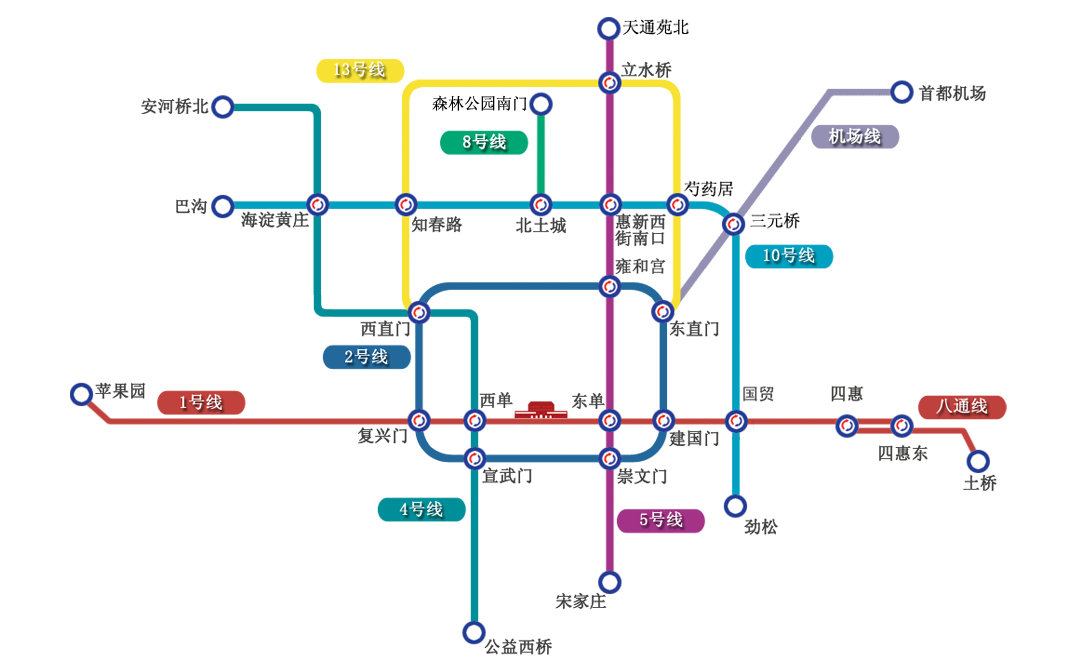 天通苑北
13号线
立水桥
安河桥北
森林公园南门
首都机场
8号线
机场线
芍药居
巴沟
海淀黄庄
知春路
北土城
惠新西
街南口
三元桥
10号线
雍和宫
西直门
东直门
2号线
苹果园
1号线
西单
东单
国贸
四惠
八通线
复兴门
建国门
四惠东
宣武门
崇文门
土桥
4号线
5号线
劲松
宋家庄
公益西桥